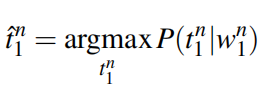 t̂₁ⁿ = argmax P(t₁ⁿ|w₁ⁿ)
t₁ⁿ